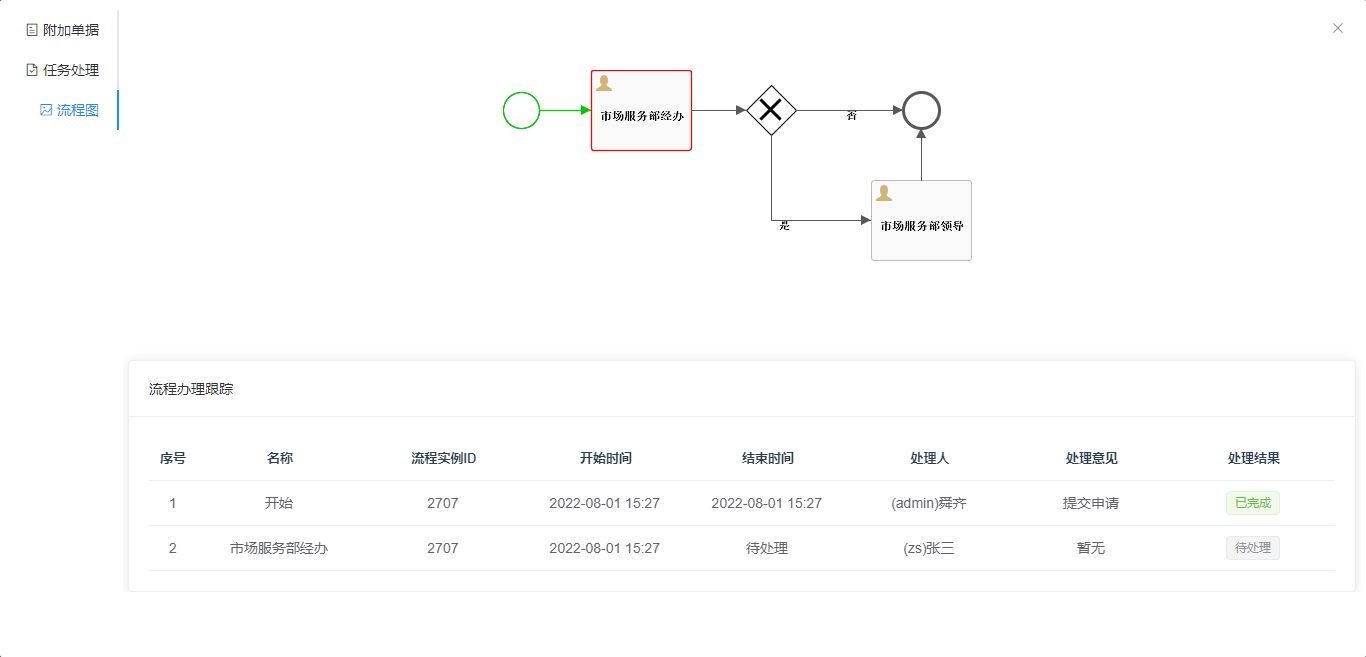 附加单据
任务处理
流程图
市场服务部经办
否
是
市场服务部领导
流程办理跟踪
序号 名称 流程实例ID 开始时间 结束时间 处理人 处理意见 处理结果
1 开始 2707 2022-08-01 15:27 2022-08-01 15:27 (admin)舜齐 提交申请 已完成
2 市场服务部经办 2707 2022-08-01 15:27 待处理 (zs)张三 暂无 待处理